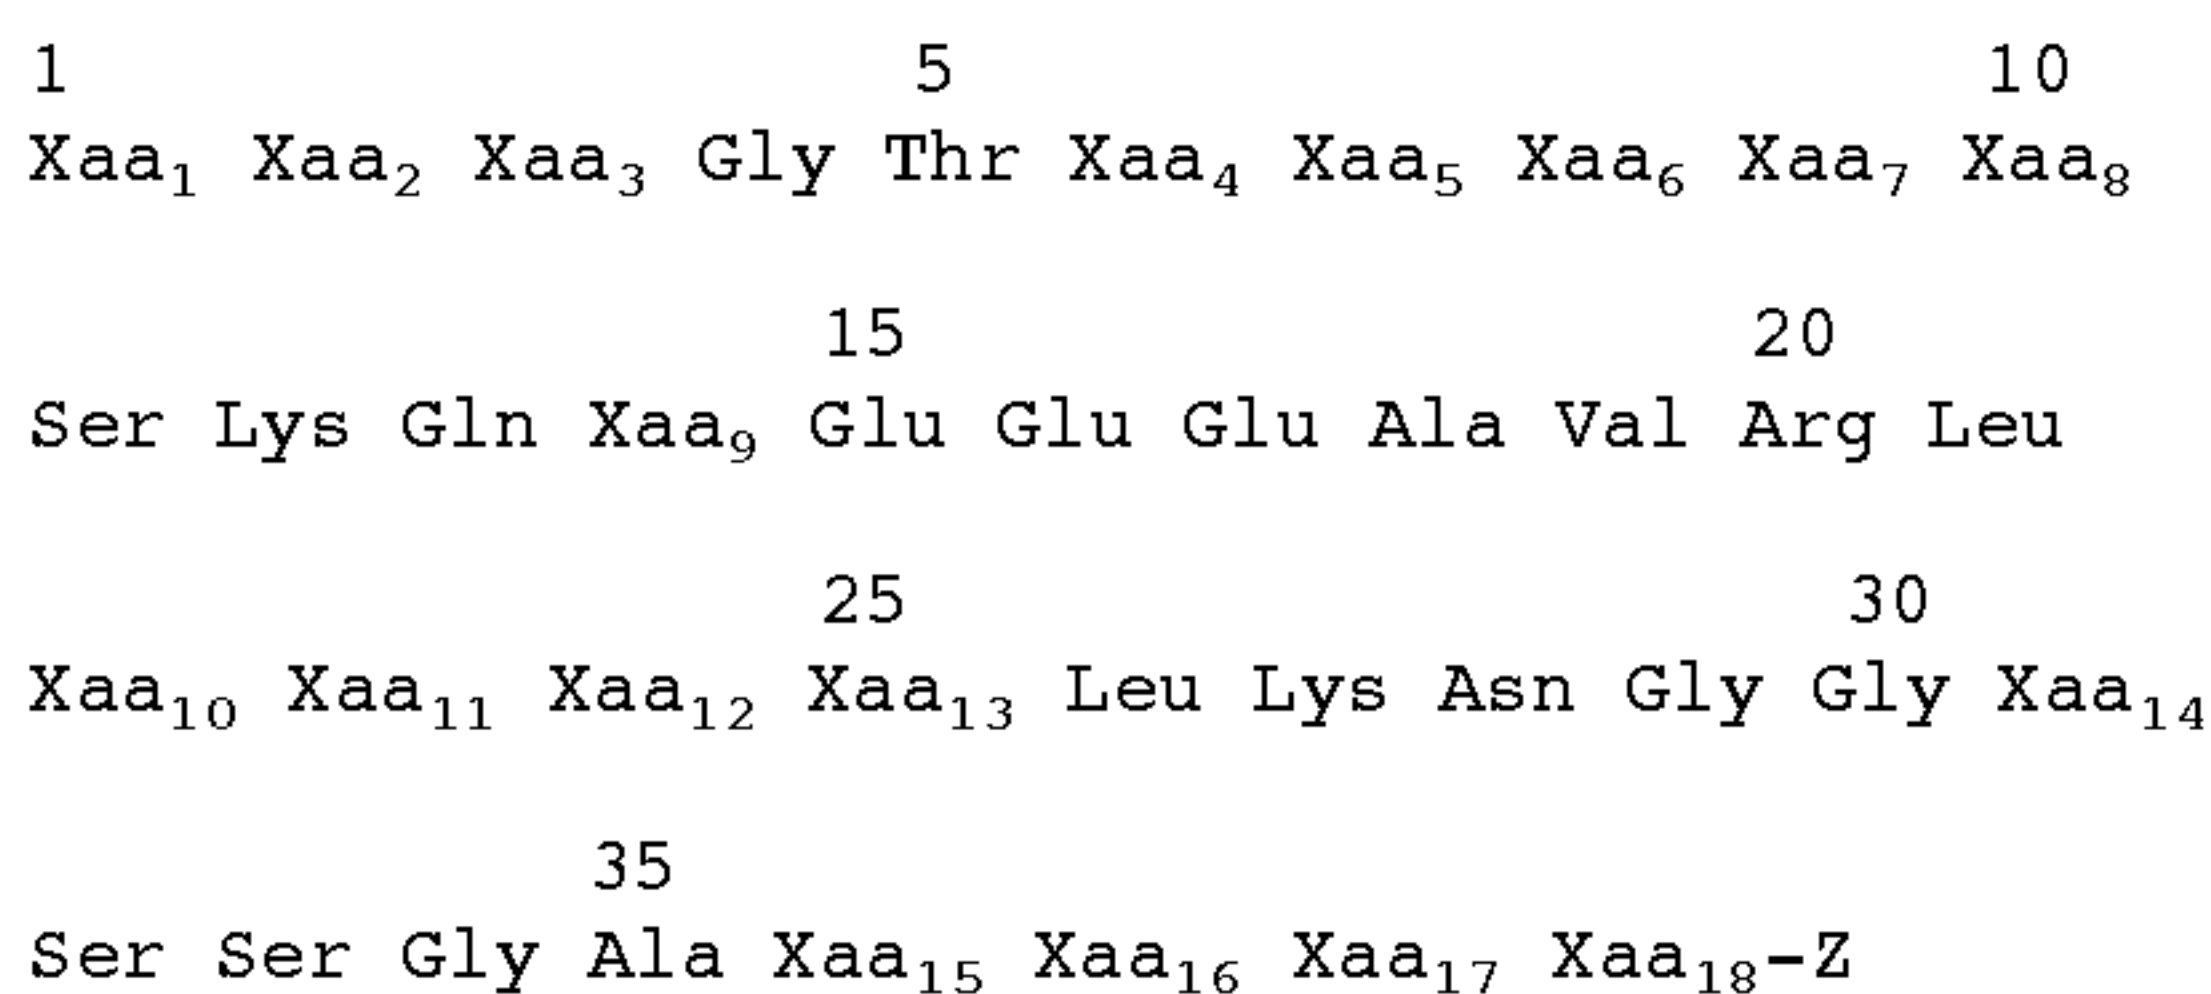 1 5 10
Xaa₁ Xaa₂ Xaa₃ Gly Thr Xaa₄ Xaa₅ Xaa₆ Xaa₇ Xaa₈
15 20
Ser Lys Gln Xaa₉ Glu Glu Glu Ala Val Arg Leu
25 30
Xaa₁₀ Xaa₁₁ Xaa₁₂ Xaa₁₃ Leu Lys Asn Gly Gly Xaa₁₄
35
Ser Ser Gly Ala Xaa₁₅ Xaa₁₆ Xaa₁₇ Xaa₁₈-Z